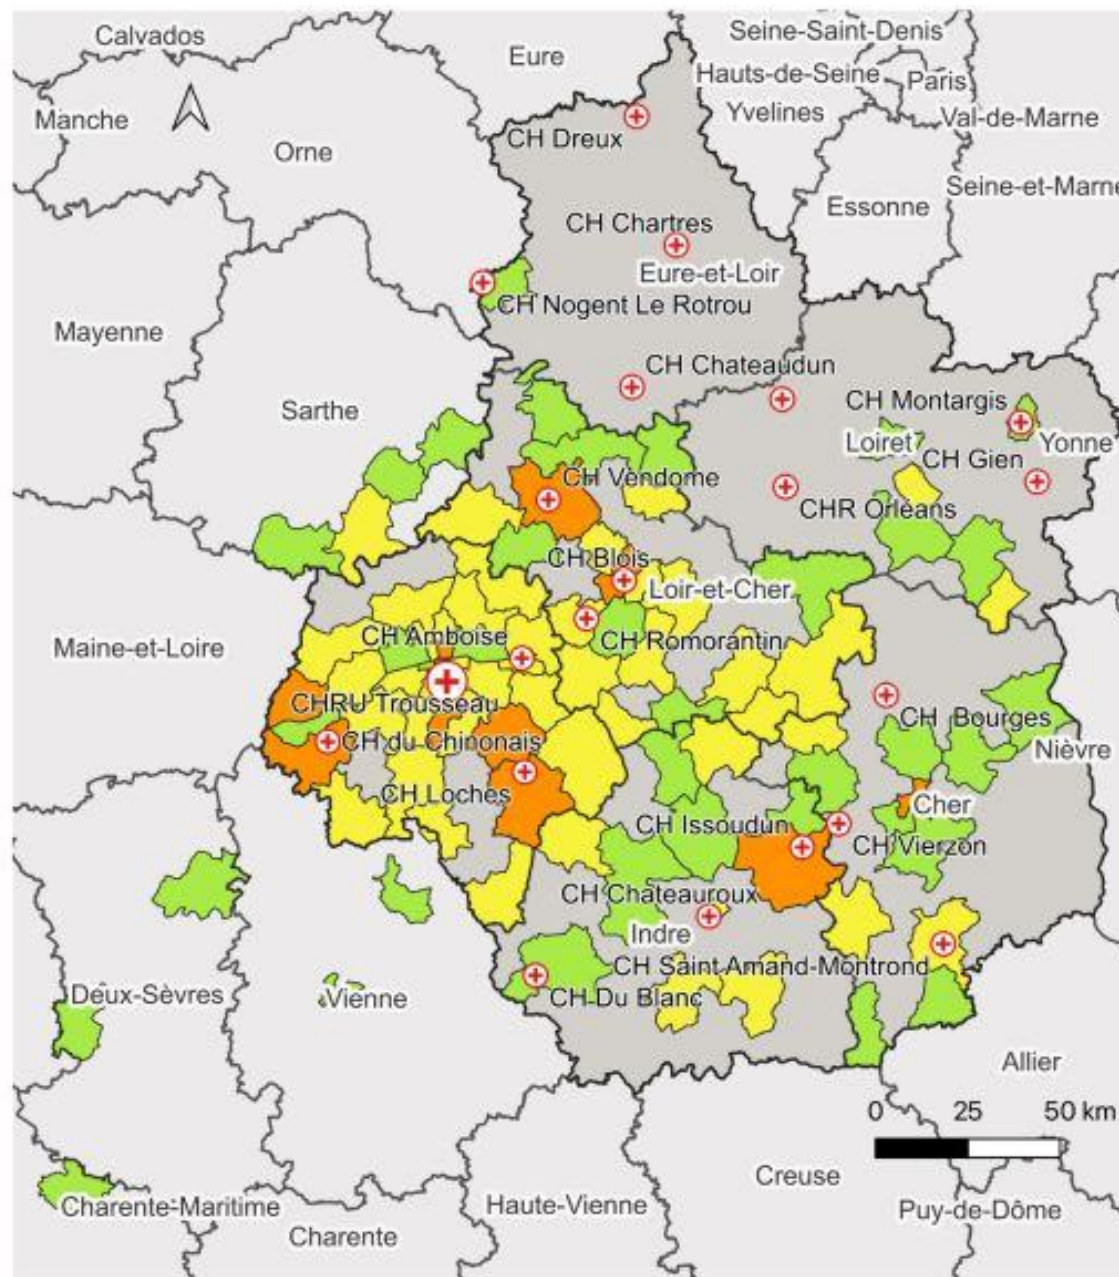 Calvados
Eure
Seine-Saint-Denis
Hauts-de-Seine
Paris
Yvelines
Manche
Val-de-Marne
CH Dreux
Orne
Seine-et-Marne
Essonne
CH Chartres
Eure-et-Loir
CH Nogent Le Rotrou
Mayenne
CH Chateaudun
Sarthe
CH Montargis
Loiret
Yonne
CH Gien
CH Vendome
CHR Orléans
CH Blois
Loir-et-Cher
CH Amboise
CH Romorantin
Maine-et-Loire
CHRU Trousseau
CH Bourges
CH du Chinonais
Nièvre
CH Loches
Cher
CH Issoudun
CH Vierzon
CH Chateauroux
Indre
CH Saint Amand-Montrond
Deux-Sèvres
Vienne
CH Du Blanc
Allier
0 25 50 km
Creuse
Charente-Maritime
Haute-Vienne
Puy-de-Dôme
Charente